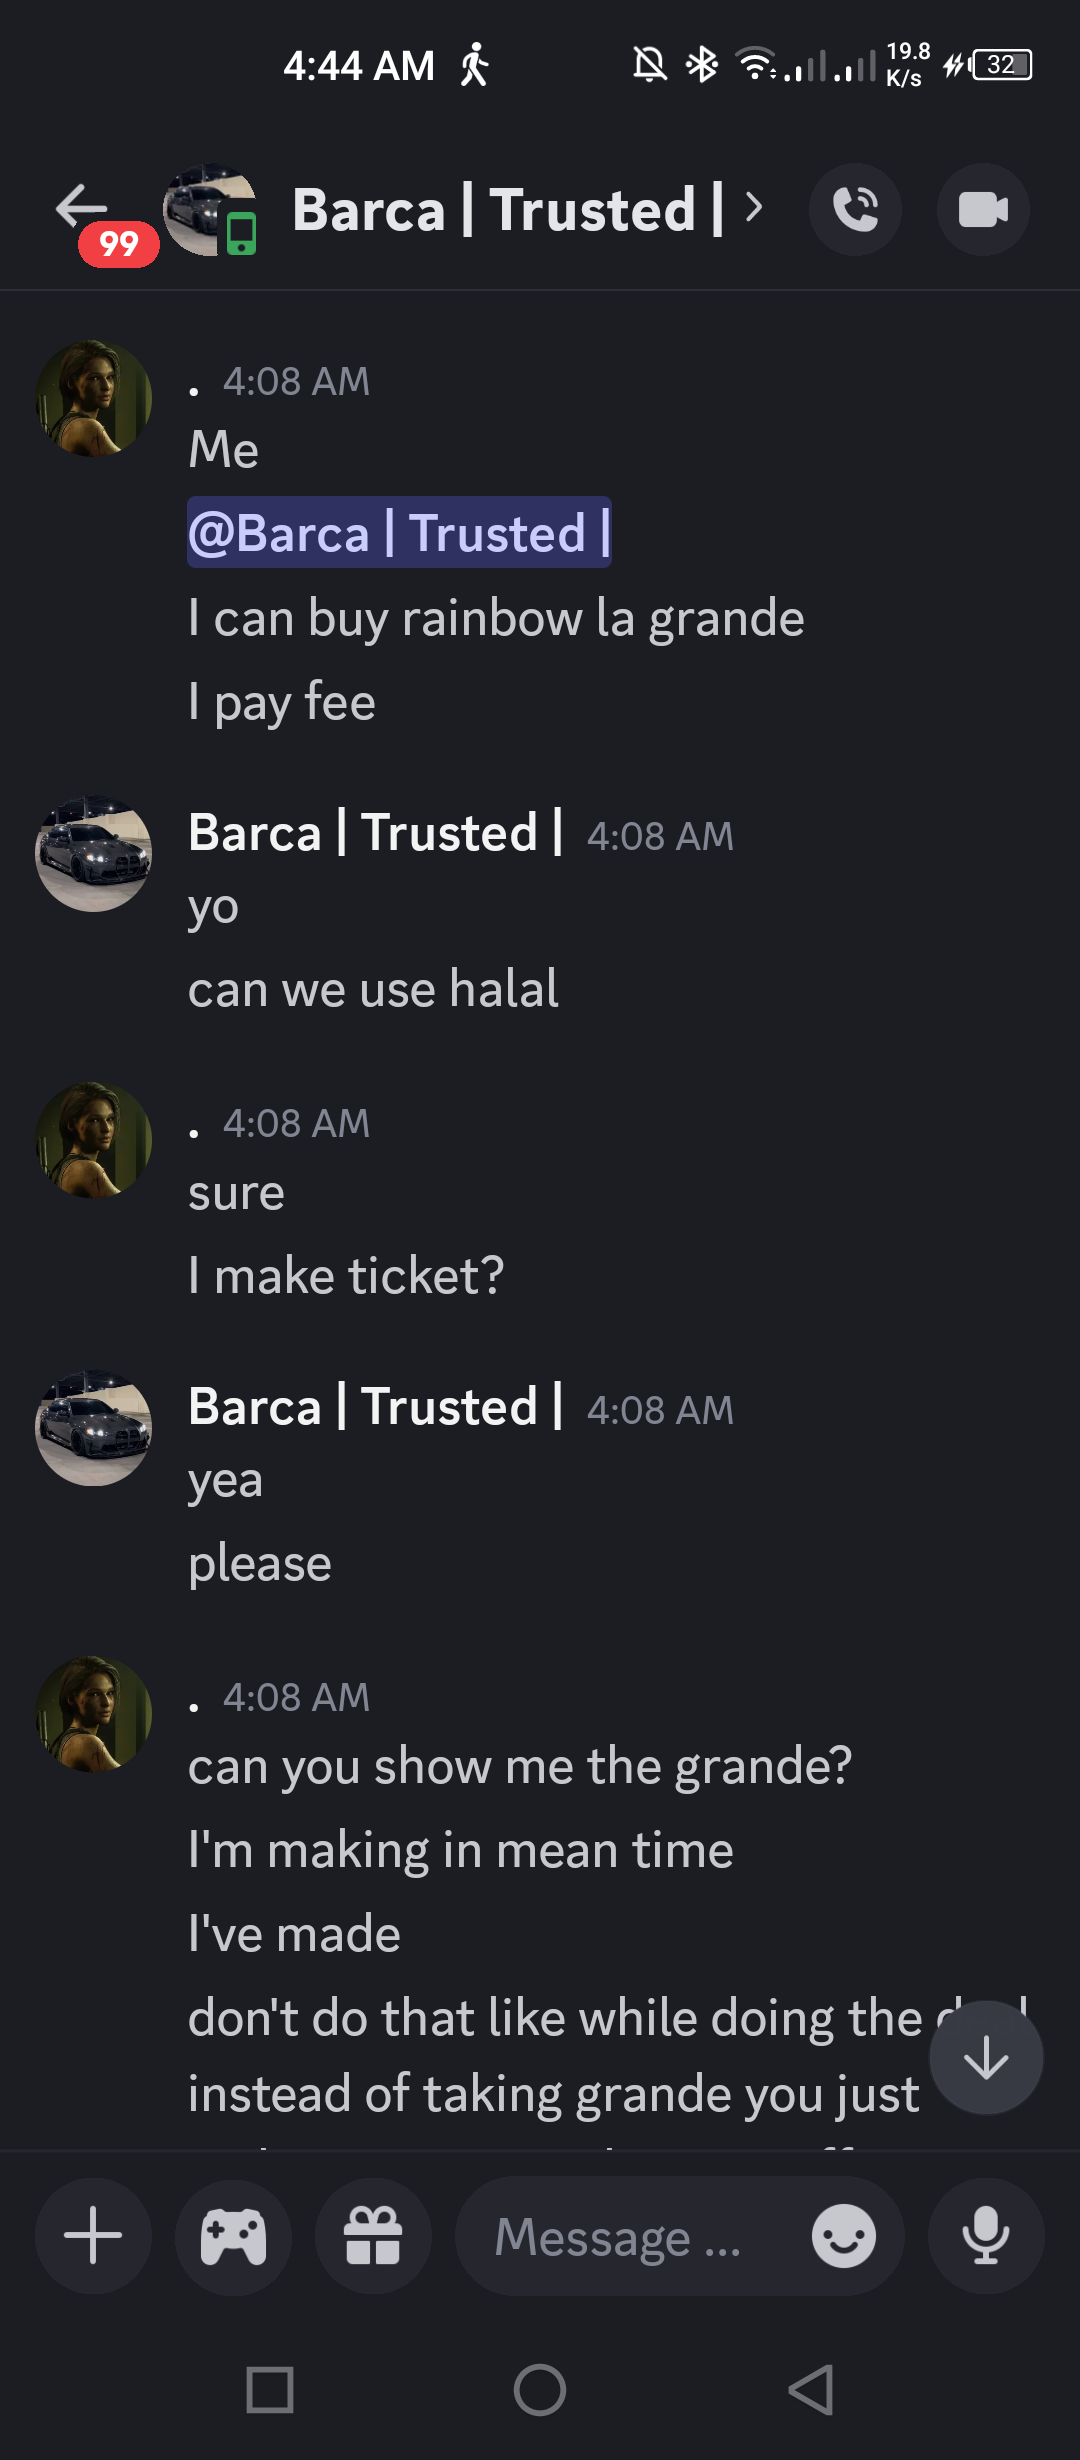 4:44 AM 19.8 K/s 32
99 Barca | Trusted |
. 4:08 AM
Me
@Barca | Trusted |
I can buy rainbow la grande
I pay fee
Barca | Trusted | 4:08 AM
yo
can we use halal
. 4:08 AM
sure
I make ticket?
Barca | Trusted | 4:08 AM
yea
please
. 4:08 AM
can you show me the grande?
I'm making in mean time
I've made
don't do that like while doing the
instead of taking grande you just
Message ...